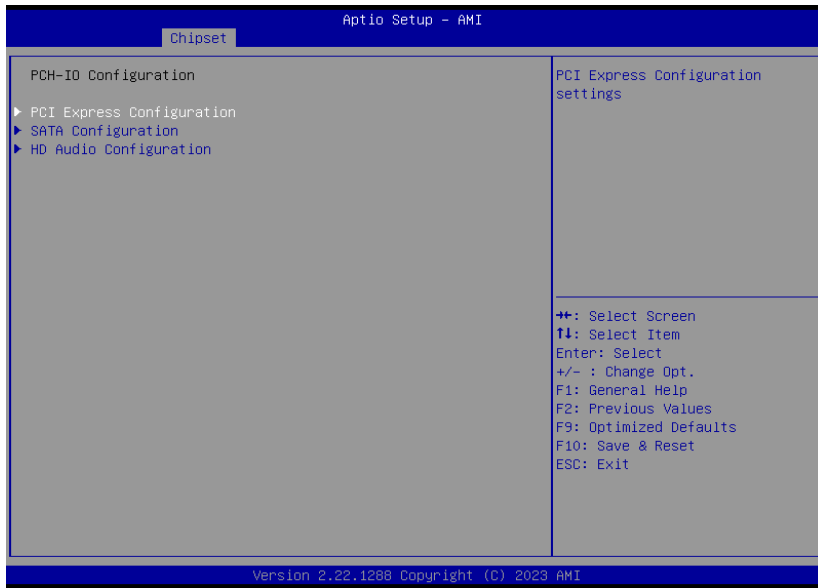 Aptio Setup - AMI
Chipset
PCH-IO Configuration
▶ PCI Express Configuration
▶ SATA Configuration
▶ HD Audio Configuration
PCI Express Configuration
settings
→←: Select Screen
↑↓: Select Item
Enter: Select
+/- : Change Opt.
F1: General Help
F2: Previous Values
F9: Optimized Defaults
F10: Save & Reset
ESC: Exit
Version 2.22.1288 Copyright (C) 2023 AMI